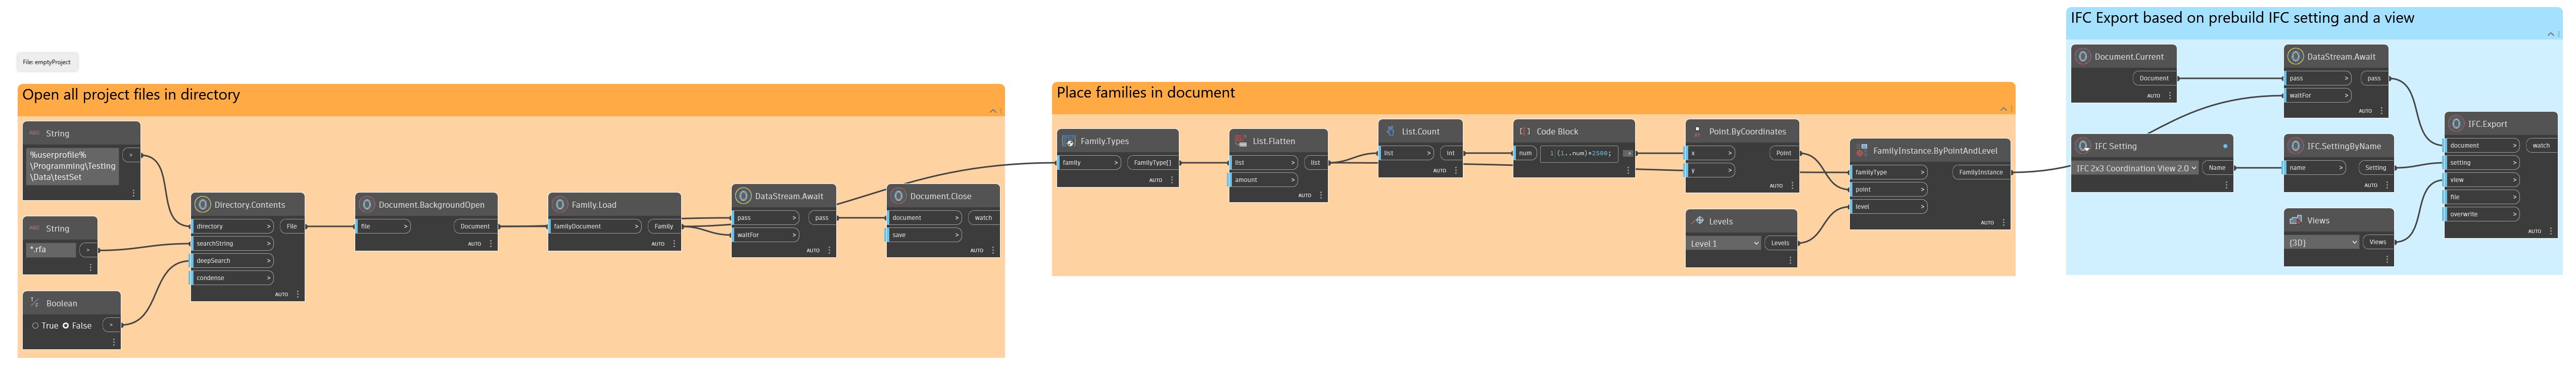 File: emptyProject
Open all project files in directory
String
%userprofile%
\Programming\Testing
\Data\testSet
>
String
*.rfa
>
Boolean
True False
>
Directory.Contents
directory > File
searchString >
deepSearch >
condense >
AUTO
Document.BackgroundOpen
file > Document
AUTO
Family.Load
familyDocument > Family
AUTO
DataStream.Await
pass > pass
waitFor >
AUTO
Document.Close
document > watch
save >
AUTO
Place families in document
Family.Types
family > FamilyType[]
AUTO
List.Flatten
list > list
amount >
AUTO
List.Count
list > int
AUTO
Code Block
num 1 (1..num)*2500; >
Point.ByCoordinates
x > Point
y >
AUTO
Levels
Level 1 Levels
FamilyInstance.ByPointAndLevel
familyType > FamilyInstance
point >
level >
AUTO
IFC Export based on prebuild IFC setting and a view
Document.Current
Document
AUTO
IFC Setting
IFC 2x3 Coordination View 2.0 Name
DataStream.Await
pass > pass
waitFor >
AUTO
IFC.SettingByName
name > Setting
AUTO
Views
{3D} Views
IFC.Export
document > watch
setting >
view >
file >
overwrite >
AUTO